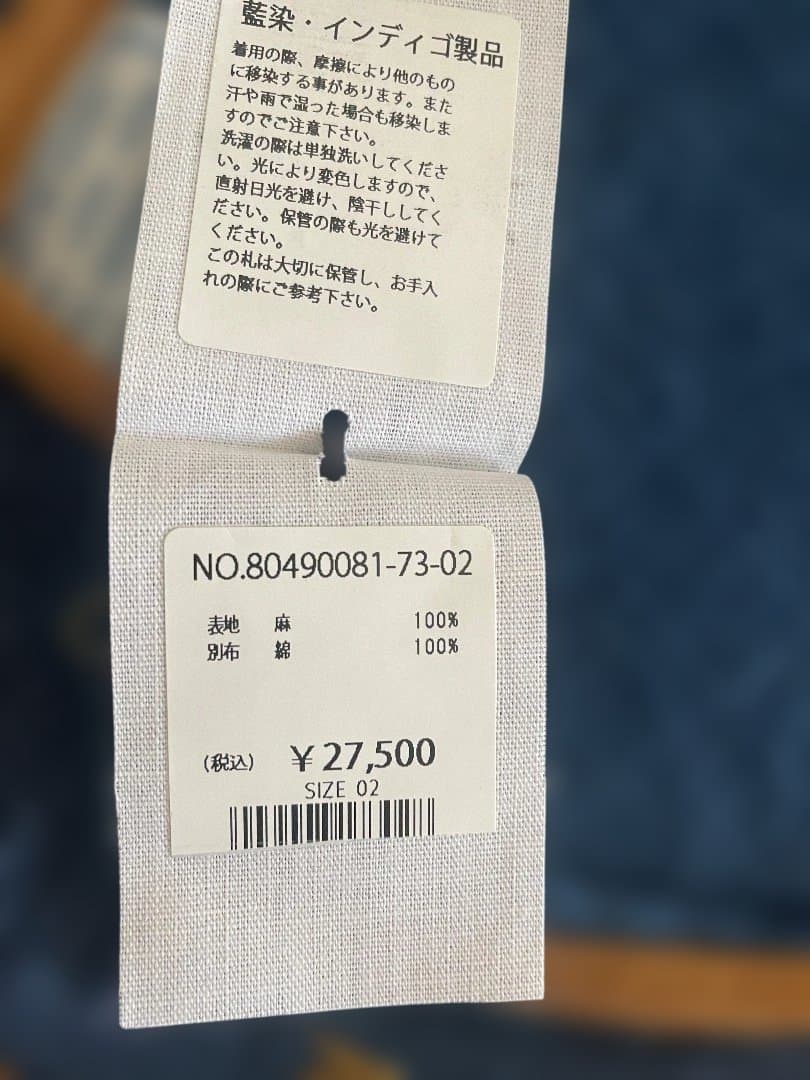 藍染・インディゴ製品
着用の際、摩擦により他のもの
に移染する事があります。また
汗や雨で湿った場合も移染しま
すのでご注意下さい。
洗濯の際は単独洗いしてくださ
い。光により変色しますので、
直射日光を避け、陰干ししてく
ださい。保管の際も光を避けて
ください。
この札は大切に保管し、お手入
れの際にご参考下さい。
NO.80490081-73-02
表地 麻 100%
別布 綿 100%
(税込) ¥27,500
SIZE 02